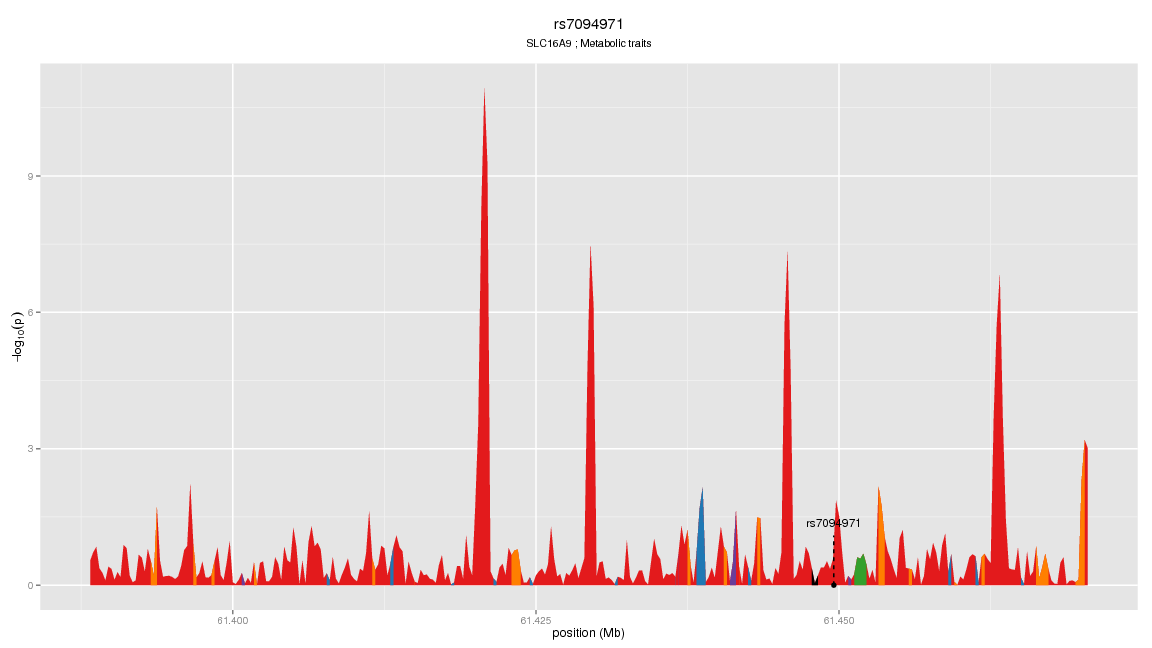 rs7094971
SLC16A9 ; Metabolic traits
9
6
3
0
−log10(p)
rs7094971
61.400
61.425
61.450
position (Mb)